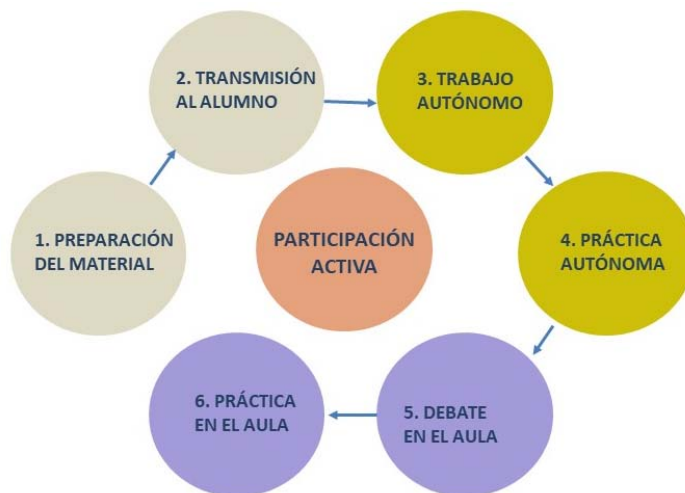 1. PREPARACIÓN
DEL MATERIAL
2. TRANSMISIÓN
AL ALUMNO
3. TRABAJO
AUTÓNOMO
4. PRÁCTICA
AUTÓNOMA
5. DEBATE
EN EL AULA
6. PRÁCTICA
EN EL AULA
PARTICIPACIÓN
ACTIVA